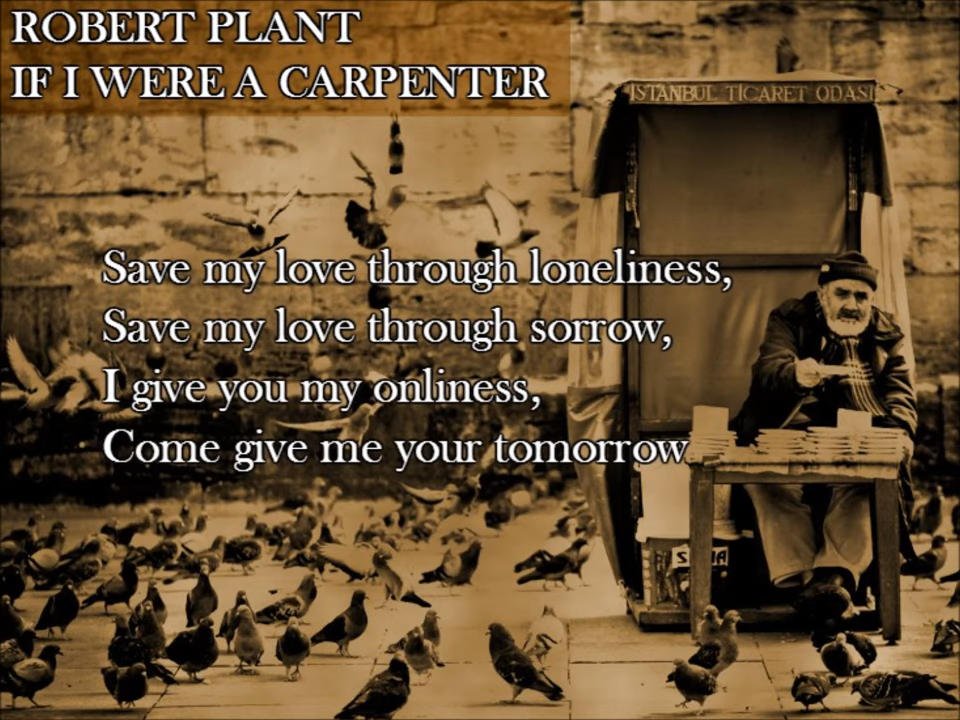 ROBERT PLANT
IF I WERE A CARPENTER
ISTANBUL TİCARET ODASI
Save my love through loneliness,
Save my love through sorrow,
I give you my onliness,
Come give me your tomorrow